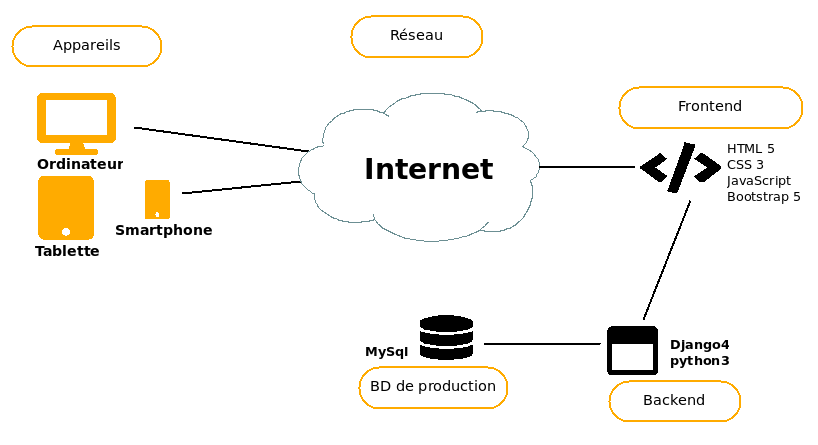 Appareils
Réseau
Frontend
Ordinateur
Tablette
Smartphone
Internet
HTML 5
CSS 3
JavaScript
Bootstrap 5
MySql
BD de production
Django4
python3
Backend